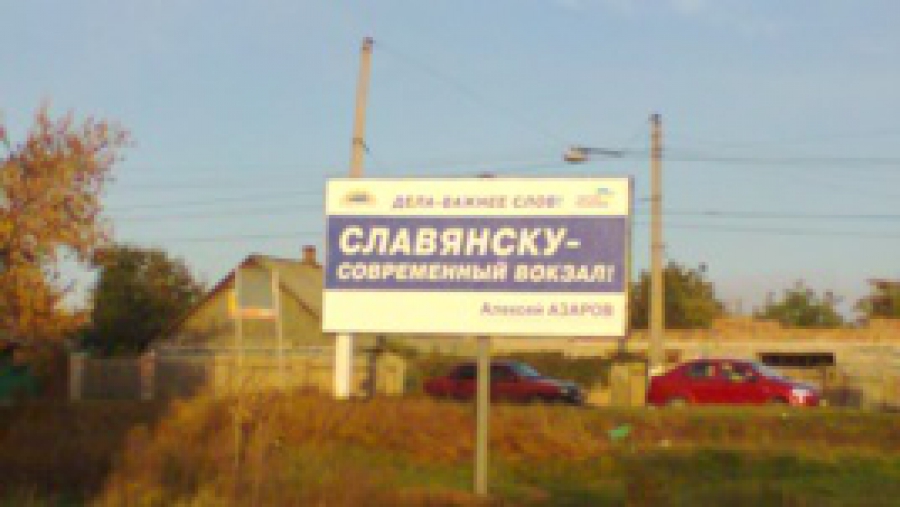 ДЕЛА-ВАЖНЕЕ СЛОВ!
СЛАВЯНСКУ-
СОВРЕМЕННЫЙ ВОКЗАЛ!
Алексей АЗАРОВ